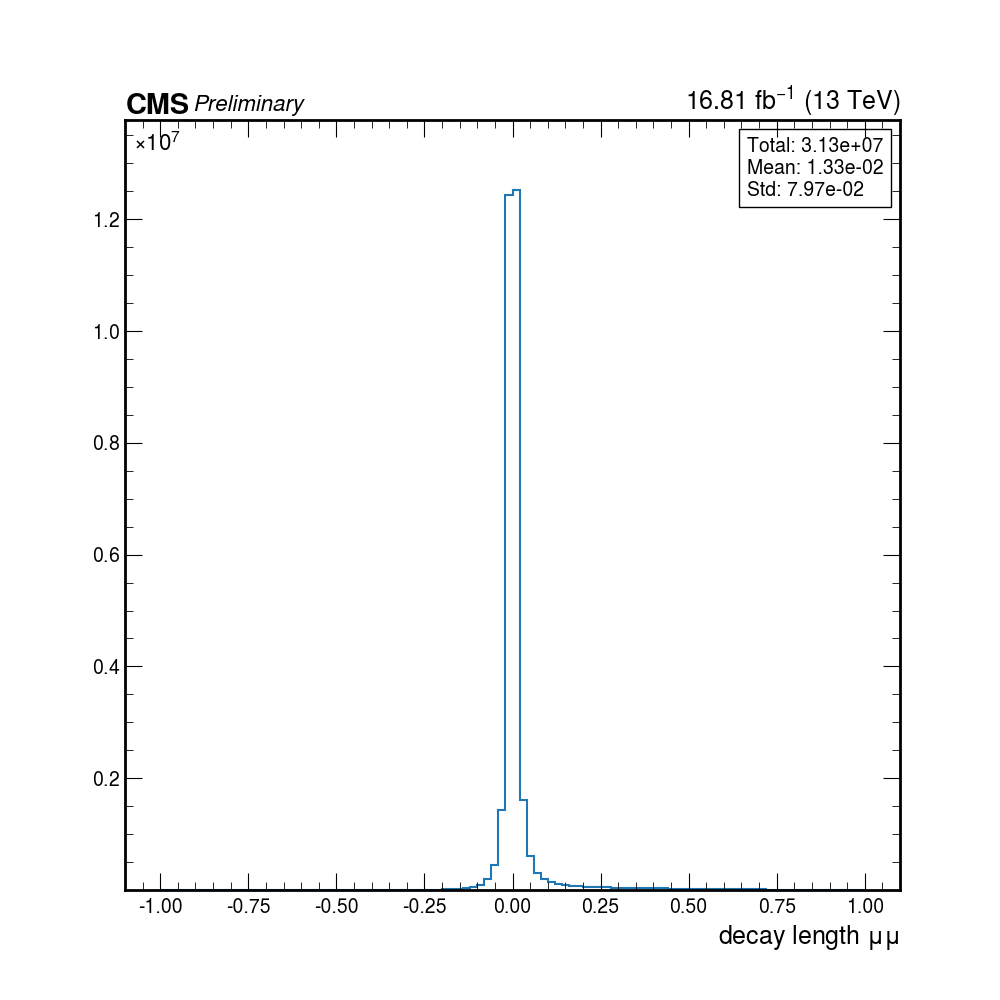 CMS Preliminary
16.81 fb⁻¹ (13 TeV)
×10⁷
Total: 3.13e+07
Mean: 1.33e-02
Std: 7.97e-02
1.2
1.0
0.8
0.6
0.4
0.2
-1.00 -0.75 -0.50 -0.25 0.00 0.25 0.50 0.75 1.00
decay length μμ